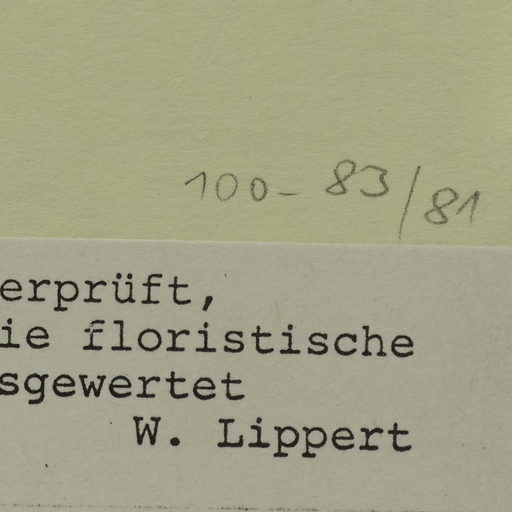 100- 83/81
erprüft,
ie floristische
sgewertet
W. Lippert